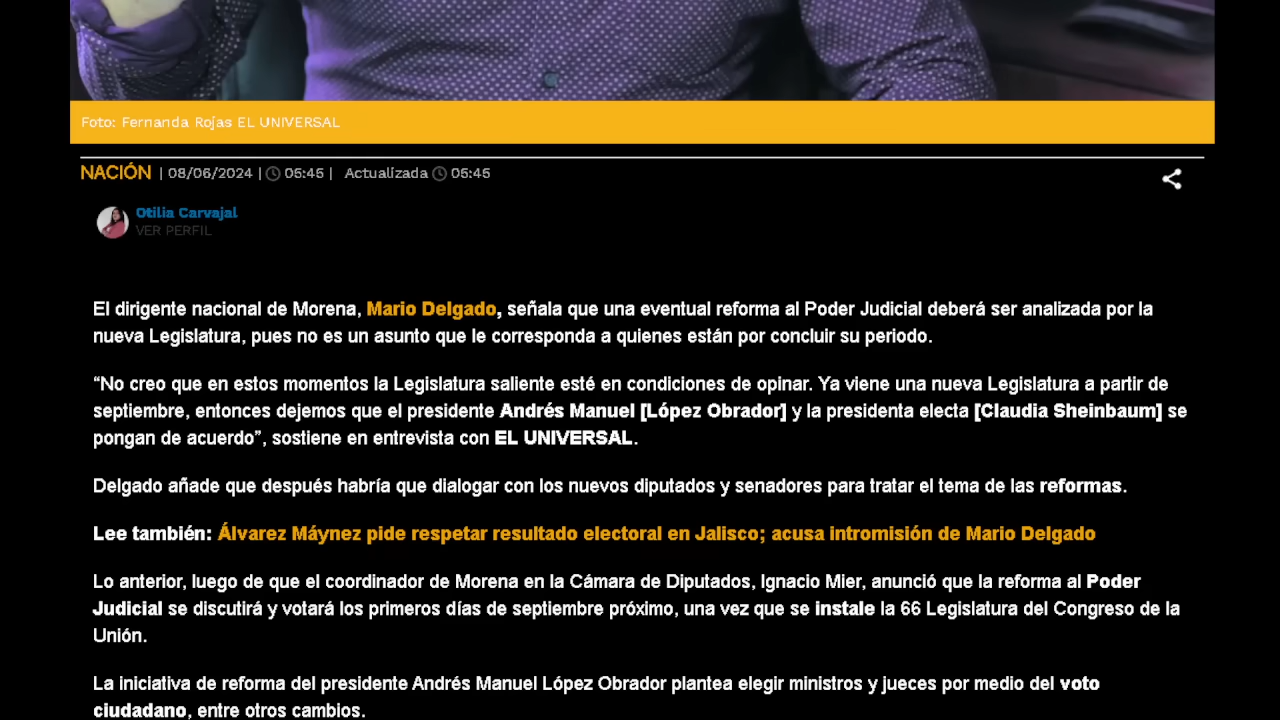 Foto: Fernanda Rojas EL UNIVERSAL
NACIÓN | 08/06/2024 | 05:45 | Actualizada 05:45
Otilia Carvajal
VER PERFIL
El dirigente nacional de Morena, Mario Delgado, señala que una eventual reforma al Poder Judicial deberá ser analizada por la
nueva Legislatura, pues no es un asunto que le corresponda a quienes están por concluir su periodo.
“No creo que en estos momentos la Legislatura saliente esté en condiciones de opinar. Ya viene una nueva Legislatura a partir de
septiembre, entonces dejemos que el presidente Andrés Manuel [López Obrador] y la presidenta electa [Claudia Sheinbaum] se
pongan de acuerdo”, sostiene en entrevista con EL UNIVERSAL.
Delgado añade que después habría que dialogar con los nuevos diputados y senadores para tratar el tema de las reformas.
Lee también: Álvarez Máynez pide respetar resultado electoral en Jalisco; acusa intromisión de Mario Delgado
Lo anterior, luego de que el coordinador de Morena en la Cámara de Diputados, Ignacio Mier, anunció que la reforma al Poder
Judicial se discutirá y votará los primeros días de septiembre próximo, una vez que se instale la 66 Legislatura del Congreso de la
Unión.
La iniciativa de reforma del presidente Andrés Manuel López Obrador plantea elegir ministros y jueces por medio del voto
ciudadano, entre otros cambios.